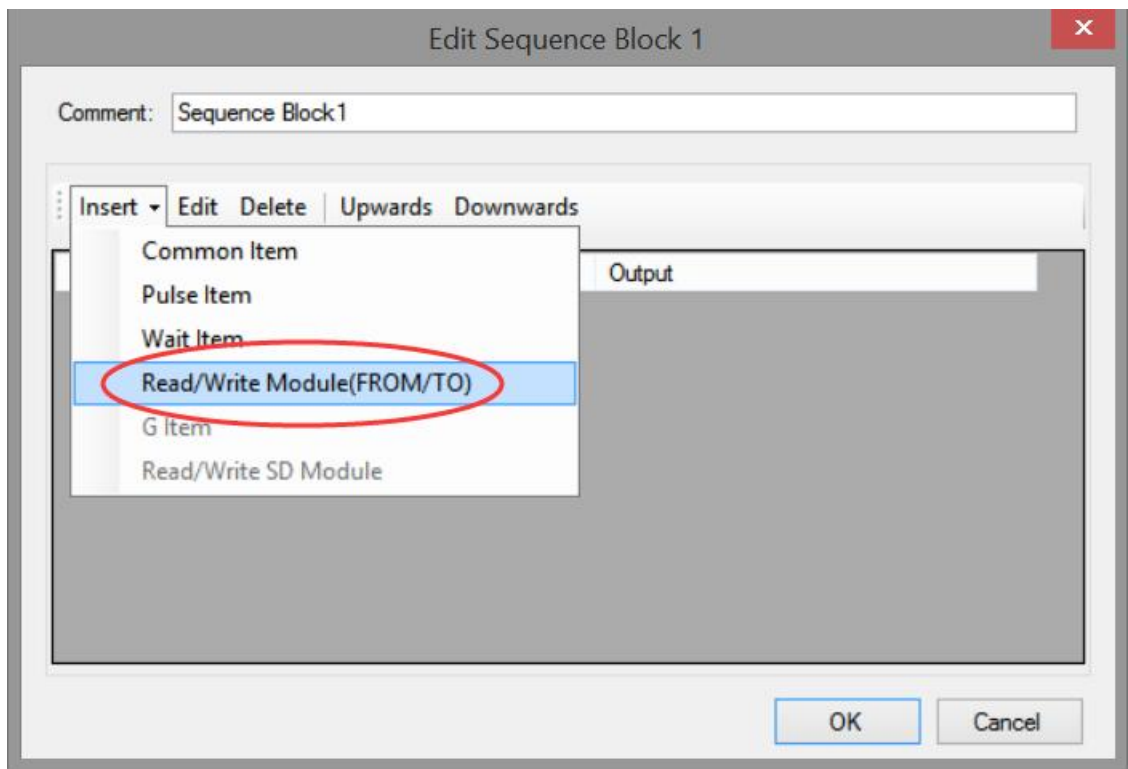 Edit Sequence Block 1
Comment: Sequence Block1
Insert Edit Delete Upwards Downwards
Common Item
Output
Pulse Item
Wait Item
Read/Write Module(FROM/TO)
G Item
Read/Write SD Module
OK Cancel